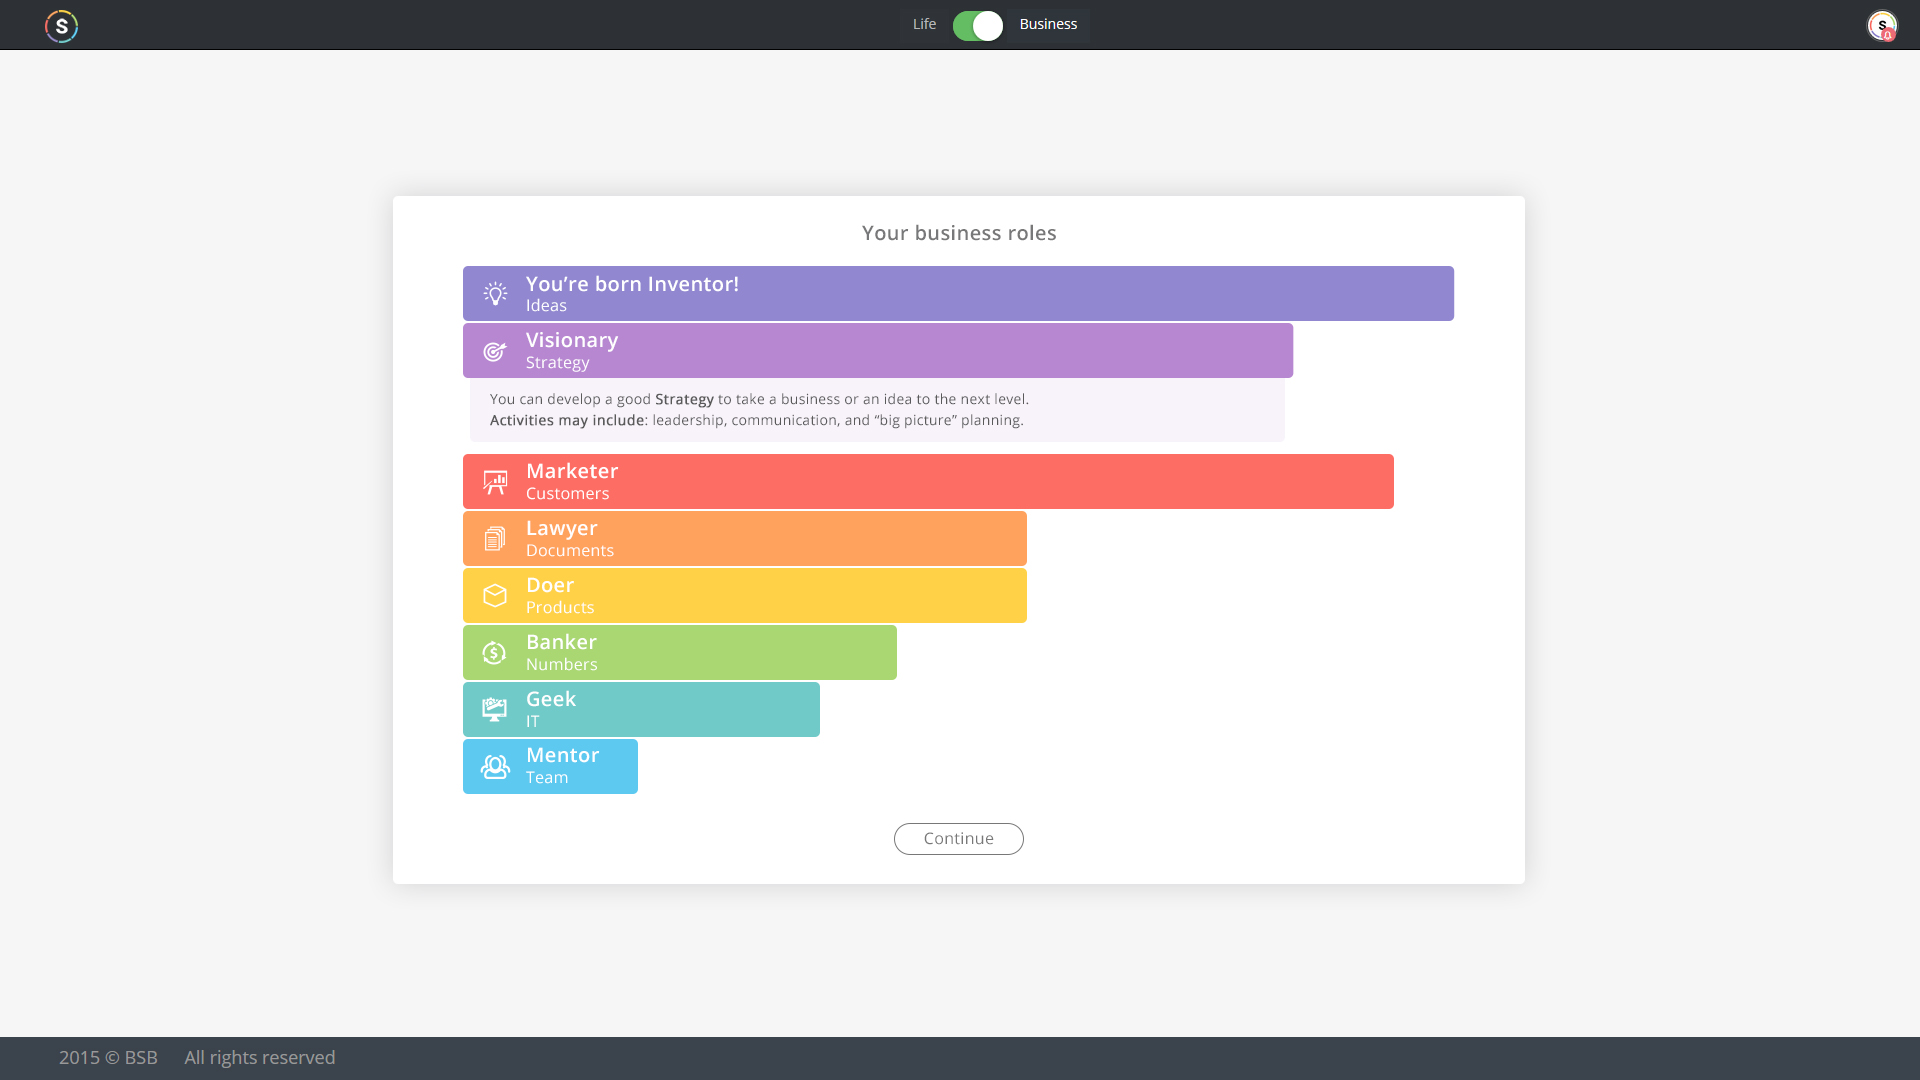 S
Life
Business
S
Your business roles
You’re born Inventor!
Ideas
Visionary
Strategy
You can develop a good Strategy to take a business or an idea to the next level.
Activities may include: leadership, communication, and “big picture” planning.
Marketer
Customers
Lawyer
Documents
Doer
Products
Banker
$
Numbers
Geek
IT
Mentor
Team
Continue
2015 © BSB All rights reserved